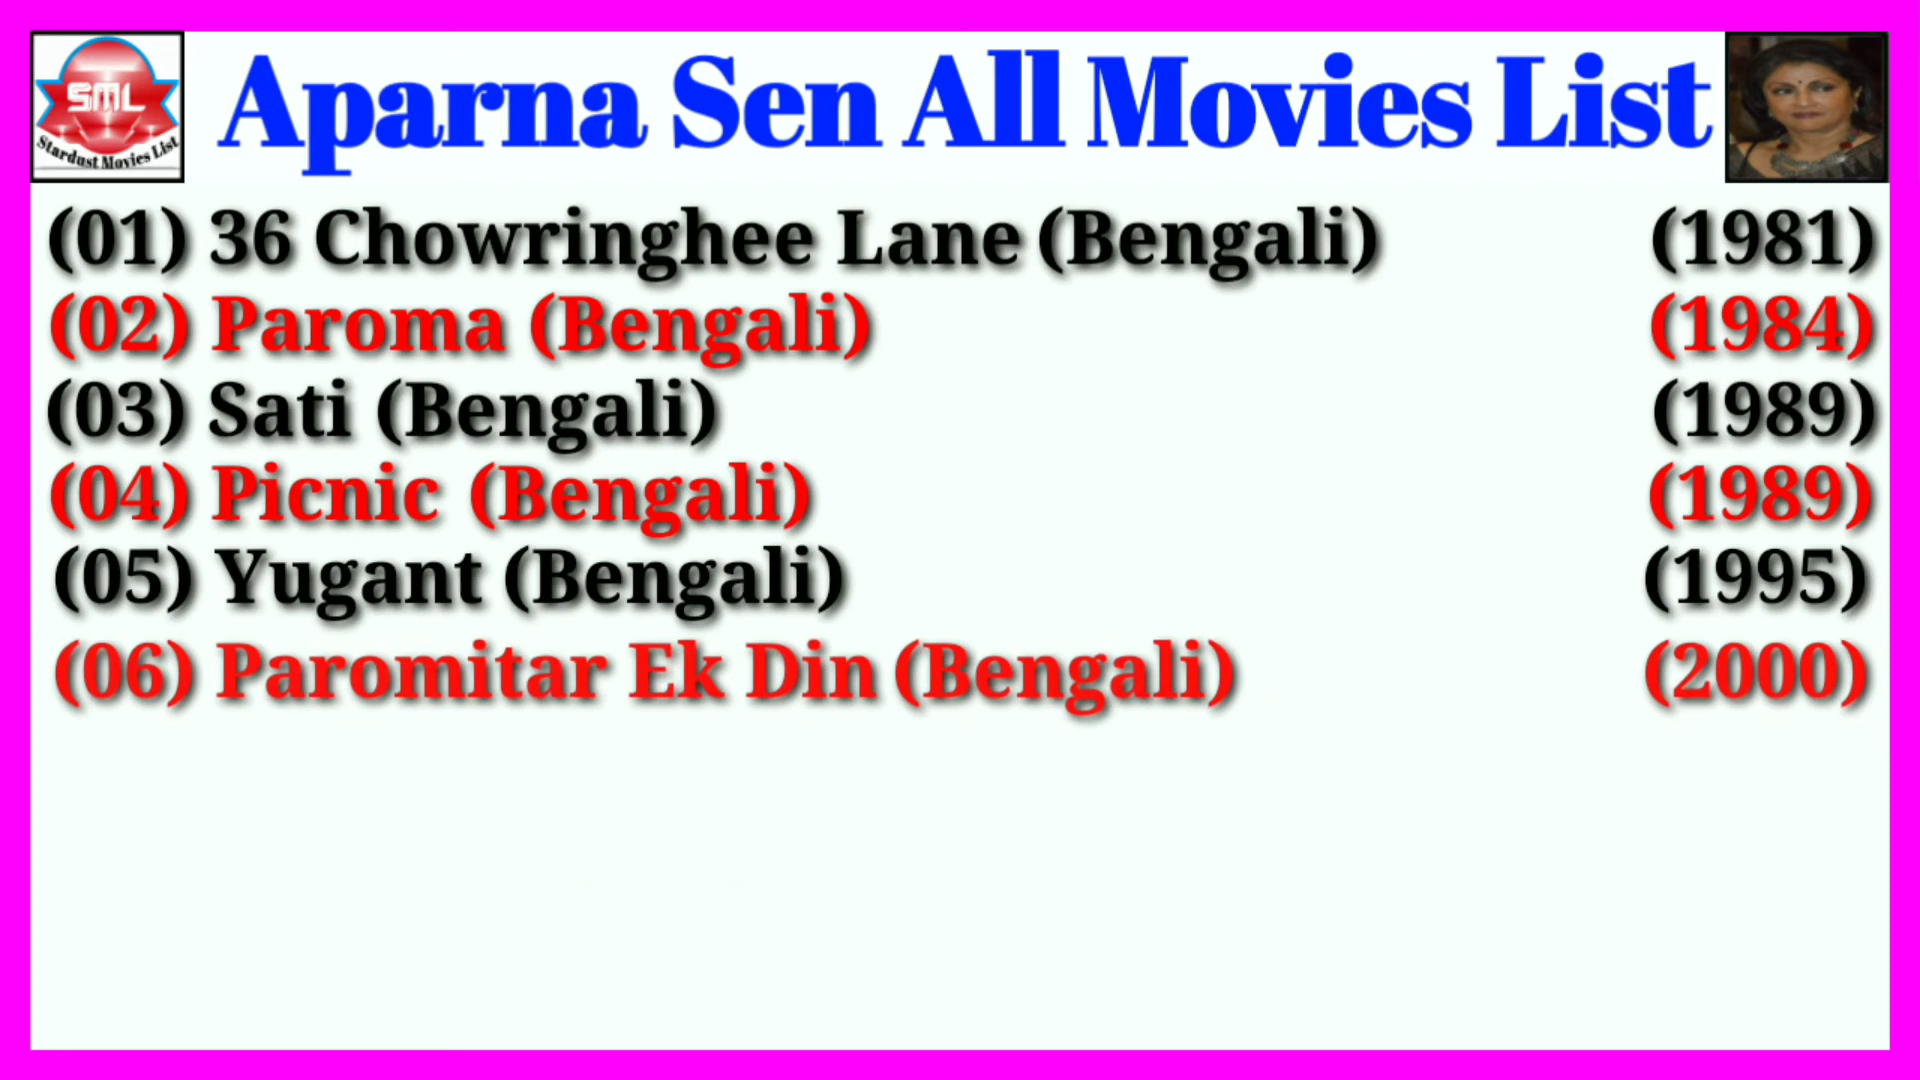 SML
Stardust Movies List
Aparna Sen All Movies List
(01) 36 Chowringhee Lane (Bengali) (1981)
(02) Paroma (Bengali) (1984)
(03) Sati (Bengali) (1989)
(04) Picnic (Bengali) (1989)
(05) Yugant (Bengali) (1995)
(06) Paromitar Ek Din (Bengali) (2000)